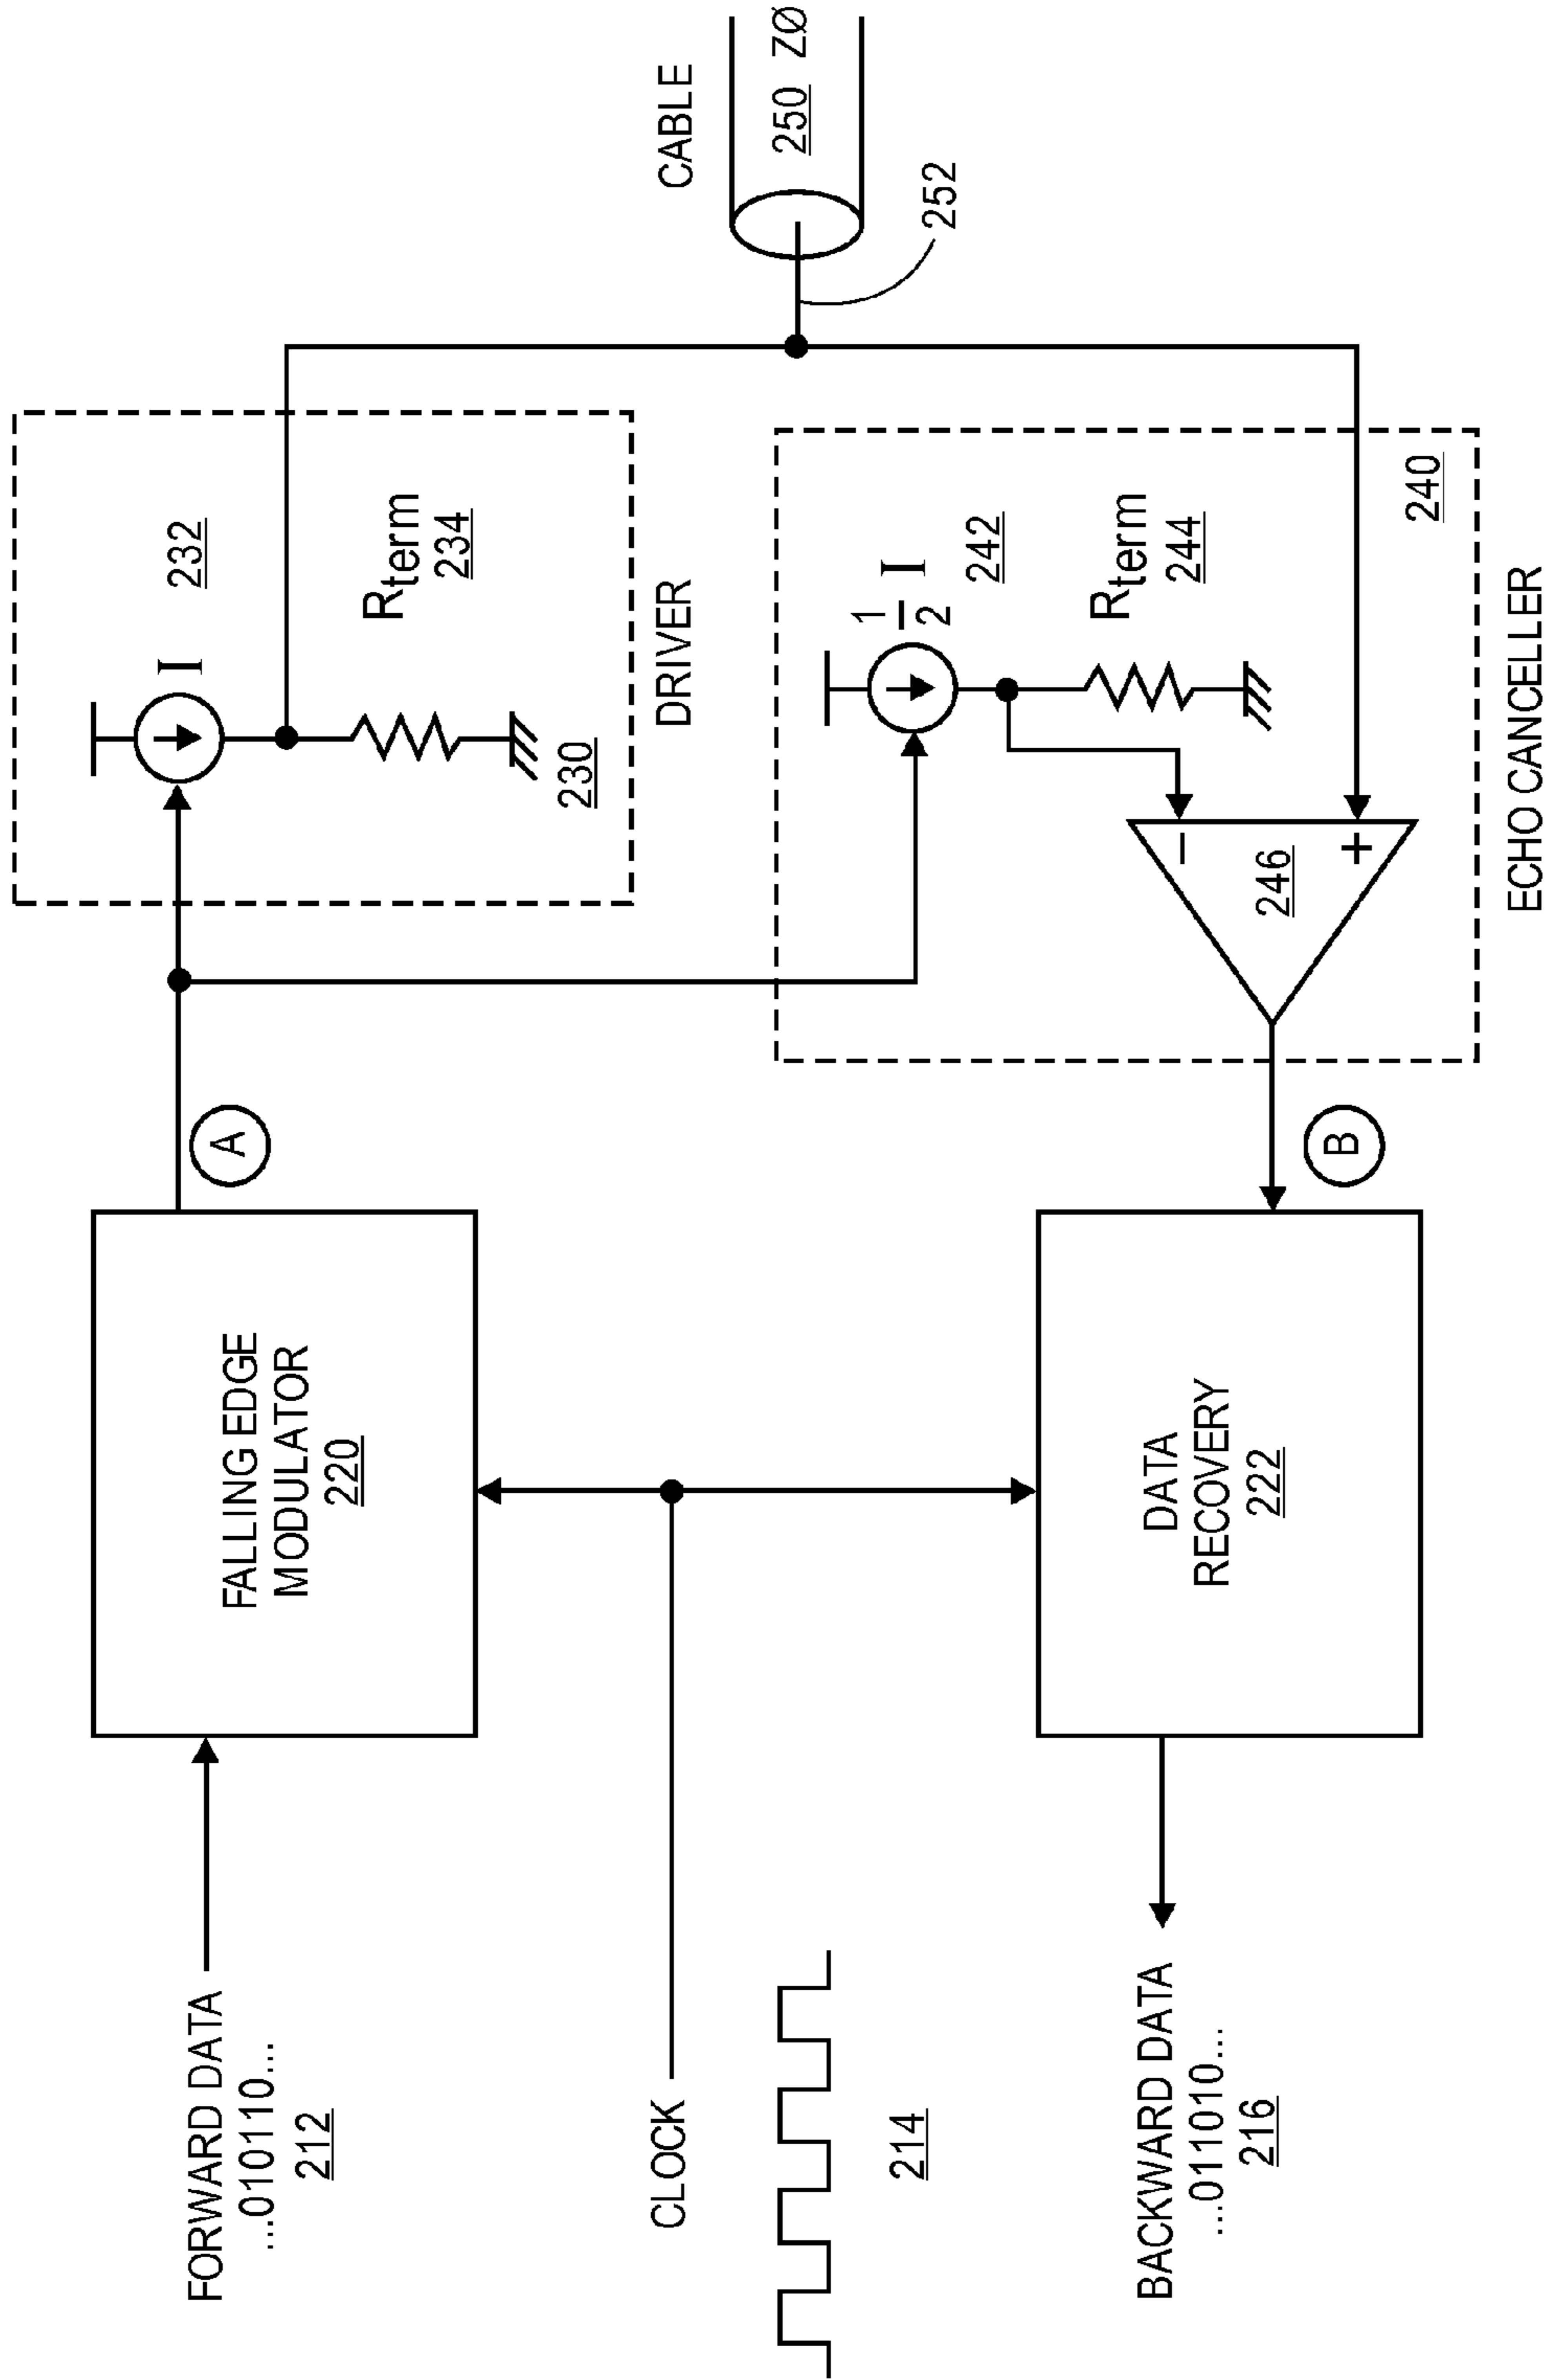 FORWARD DATA
...010110...
212
CLOCK
214
BACKWARD DATA
...011010...
216
FALLING EDGE
MODULATOR
220
DATA
RECOVERY
222
A
B
I
232
Rterm
234
230
DRIVER
1
2
I
242
Rterm
244
−
+
246
240
ECHO CANCELLER
CABLE
250 ZØ
252